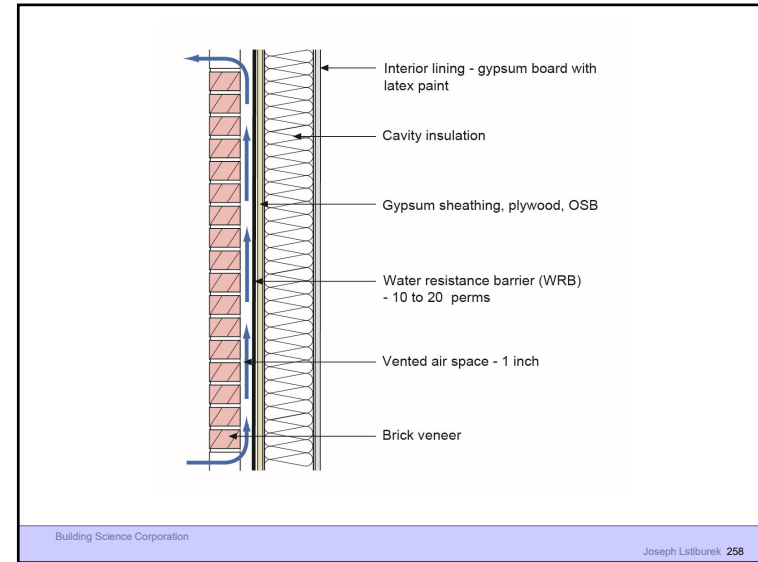 Interior lining - gypsum board with
latex paint
Cavity insulation
Gypsum sheathing, plywood, OSB
Water resistance barrier (WRB)
- 10 to 20 perms
Vented air space - 1 inch
Brick veneer
Building Science Corporation
Joseph Lstiburek 258